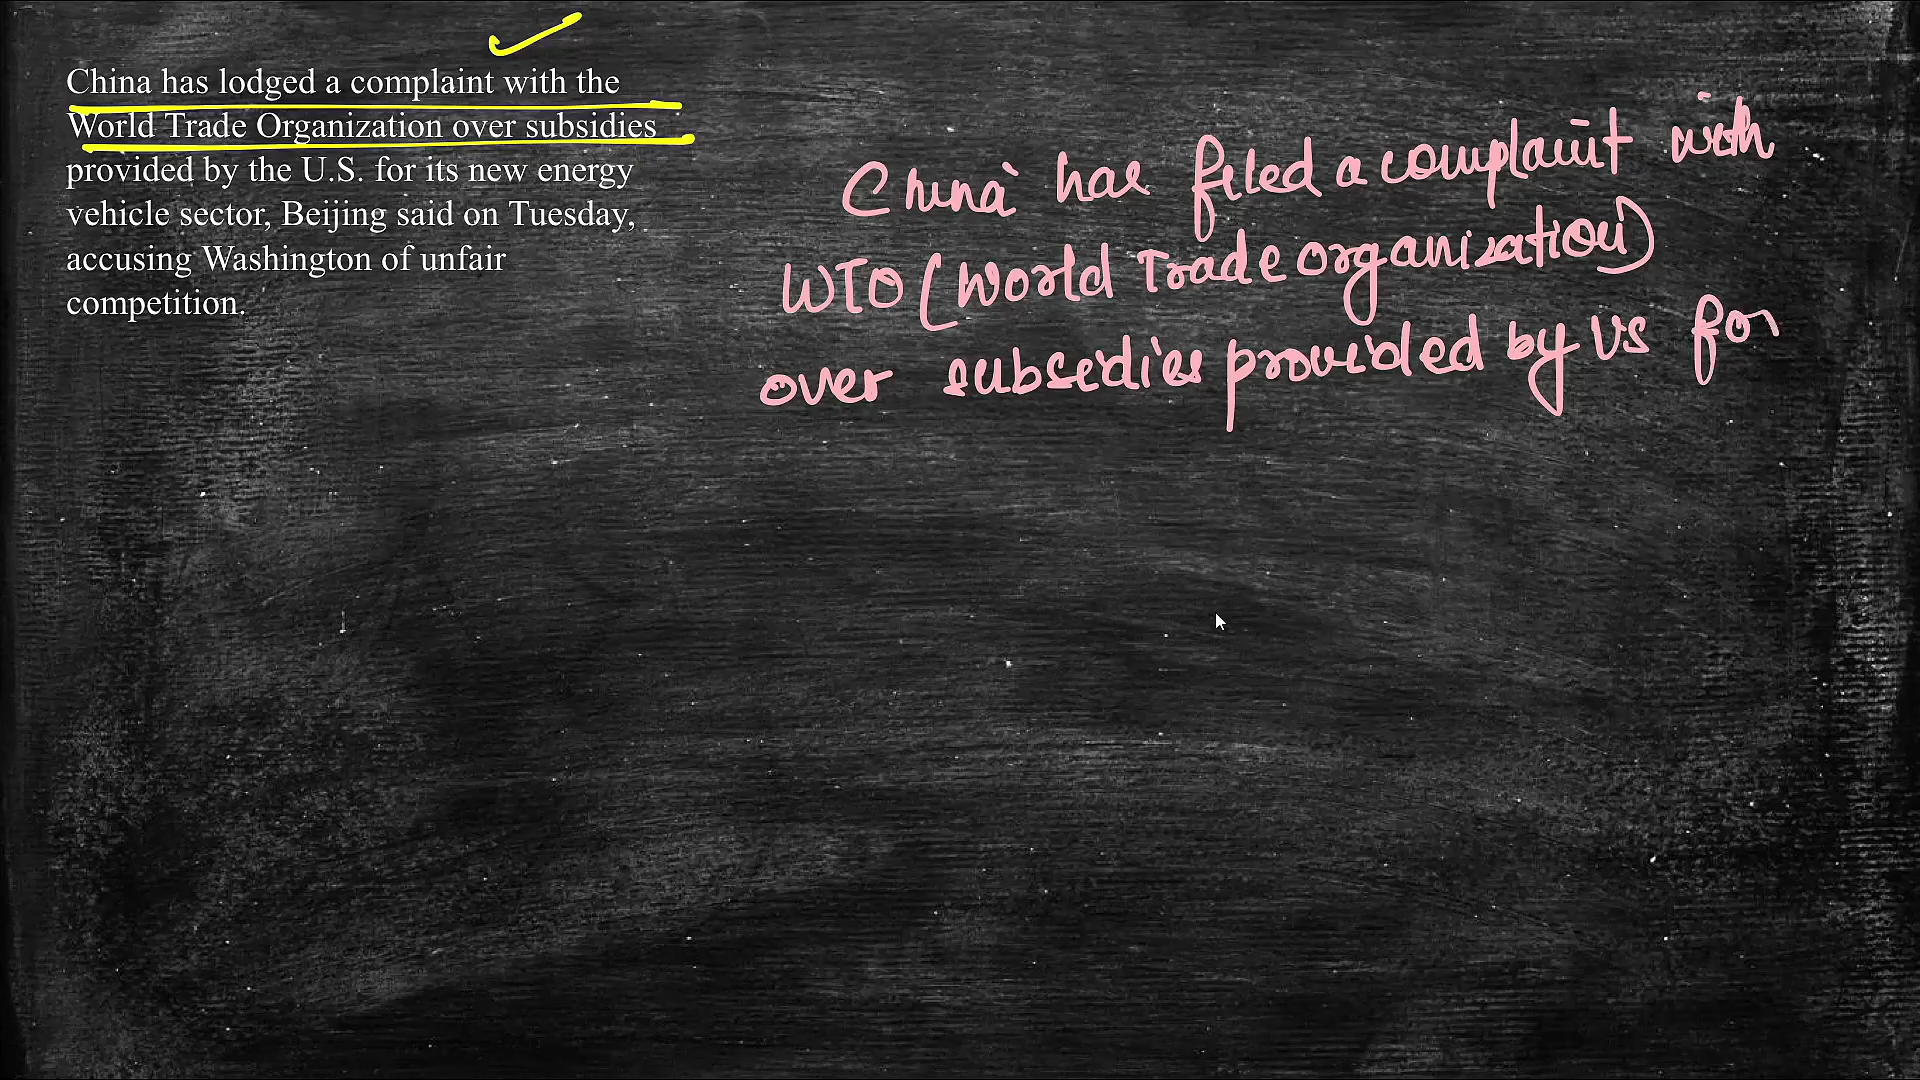 China has lodged a complaint with the
World Trade Organization over subsidies
provided by the U.S. for its new energy
vehicle sector, Beijing said on Tuesday,
accusing Washington of unfair
competition.
China has filed a complaint with
WTO (World Trade organization)
over subsidies provided by US for